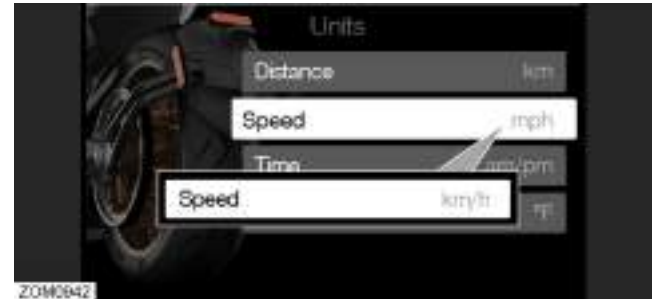 Units
Distance km
Speed mph
Time am/pm
Speed km/h
ZOM0942